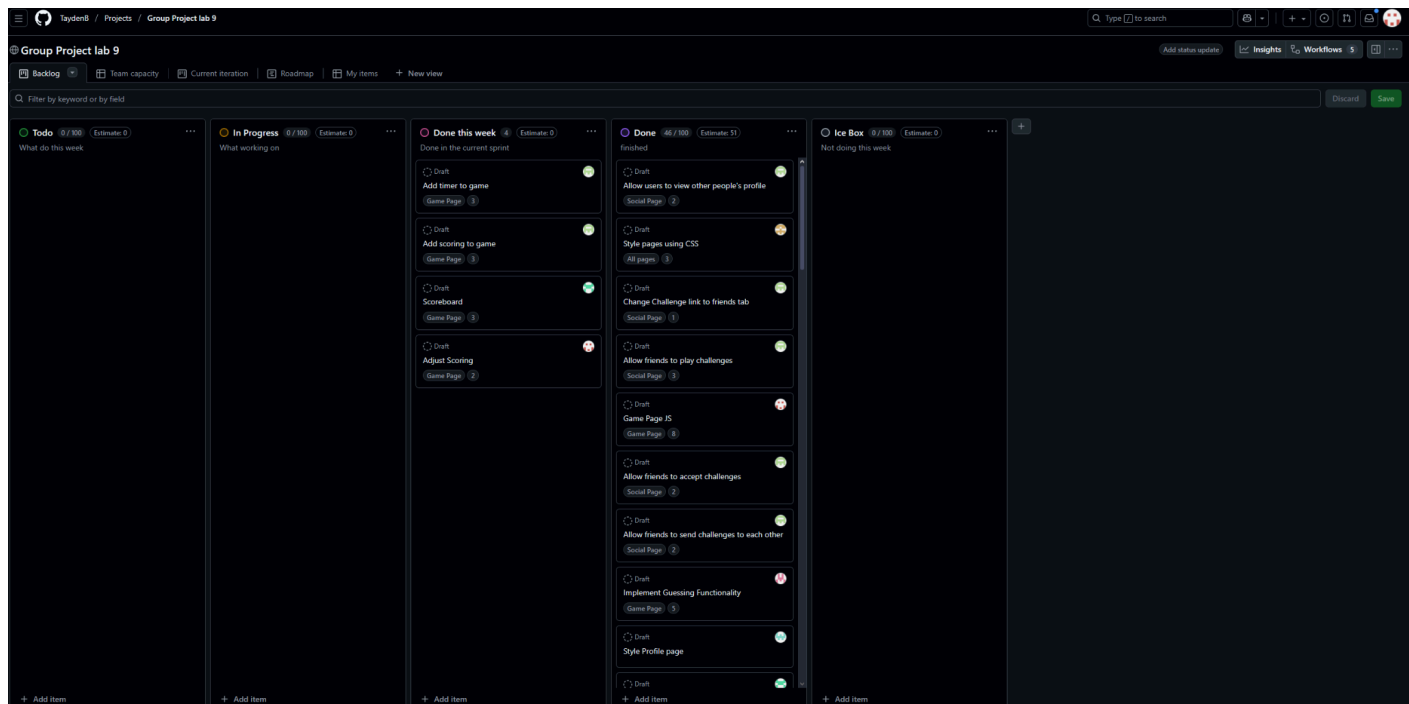 TaydenB / Projects / Group Project lab 9
Type / to search
Group Project lab 9
Add status update
Insights
Workflows 5
Backlog
Team capacity
Current iteration
Roadmap
My items
+ New view
Filter by keyword or by field
Discard
Save
Todo 0 / 100 Estimate: 0
What do this week
+ Add item
In Progress 0 / 100 Estimate: 0
What working on
+ Add item
Done this week 4 Estimate: 0
Done in the current sprint
Draft
Add timer to game
Game Page 3
Draft
Add scoring to game
Game Page 3
Draft
Scoreboard
Game Page 3
Draft
Adjust Scoring
Game Page 2
+ Add item
Done 46 / 100 Estimate: 51
finished
Draft
Allow users to view other people's profile
Social Page 2
Draft
Style pages using CSS
All pages 3
Draft
Change Challenge link to friends tab
Social Page 1
Draft
Allow friends to play challenges
Social Page 3
Draft
Game Page JS
Game Page 8
Draft
Allow friends to accept challenges
Social Page 2
Draft
Allow friends to send challenges to each other
Social Page 2
Draft
Implement Guessing Functionality
Game Page 5
Draft
Style Profile page
Draft
+ Add item
Ice Box 0 / 100 Estimate: 0
Not doing this week
+ Add item